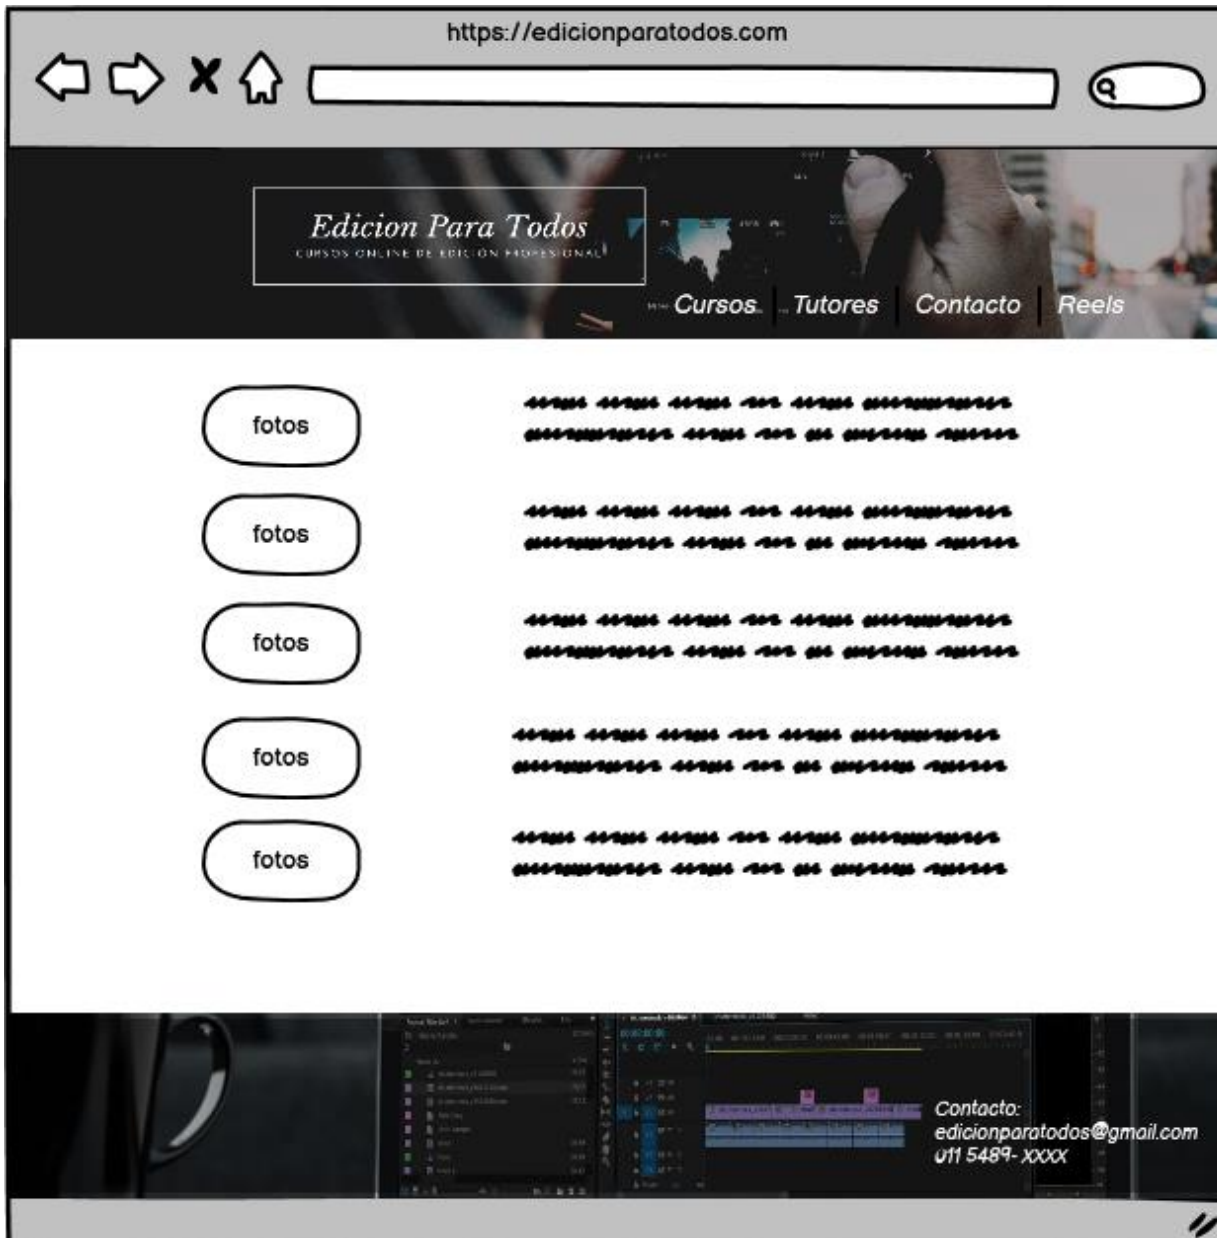 https://edicionparatodos.com
Edicion Para Todos
CURSOS ONLINE DE EDICIÓN PROFESIONAL
Cursos
Tutores
Contacto
Reels
fotos
fotos
fotos
fotos
fotos
Contacto:
edicionparatodos@gmail.com
011 5489- XXXX